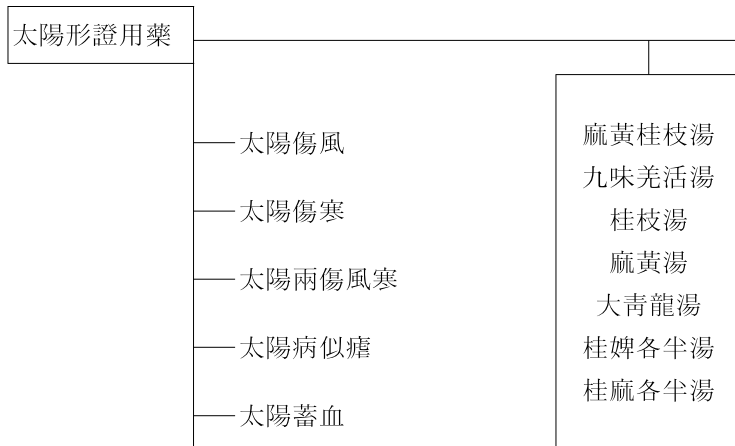 太陽形證用藥
太陽傷風
太陽傷寒
太陽兩傷風寒
太陽病似瘧
太陽蓄血
麻黃桂枝湯
九味羌活湯
桂枝湯
麻黃湯
大靑龍湯
桂婢各半湯
桂麻各半湯